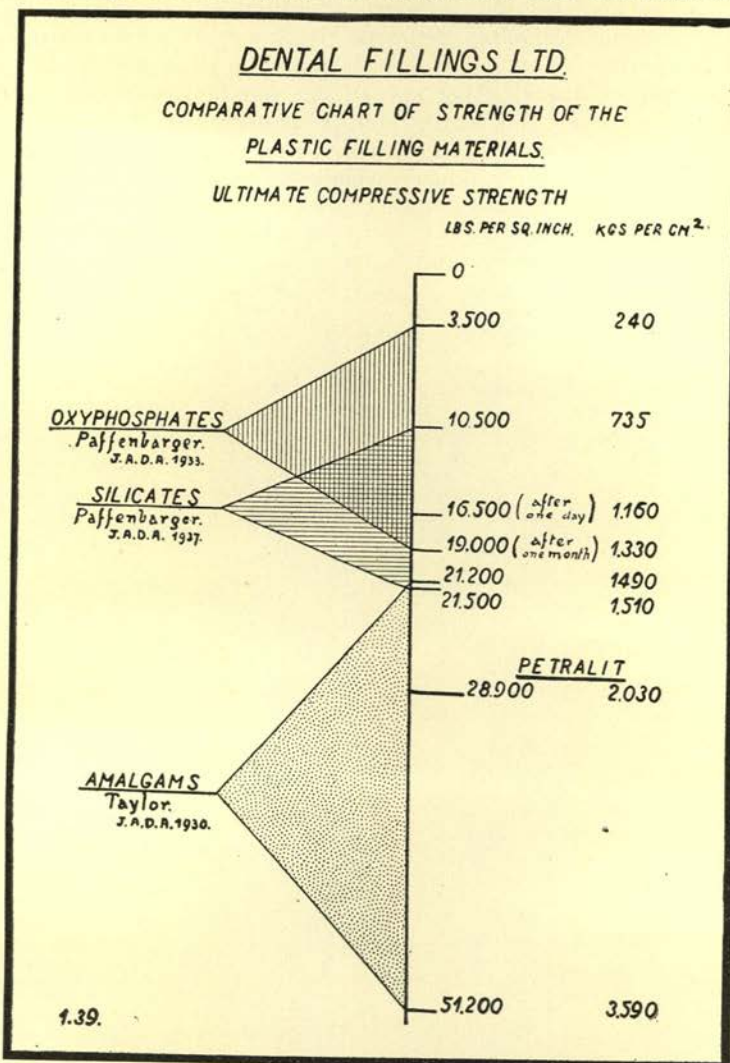 DENTAL FILLINGS LTD.
COMPARATIVE CHART OF STRENGTH OF THE
PLASTIC FILLING MATERIALS.
ULTIMATE COMPRESSIVE STRENGTH
LBS. PER SQ. INCH. KGS PER CM²
0
3.500 240
OXYPHOSPHATES
Paffenbarger.
J.A.D.A. 1933.
10.500 735
SILICATES
Paffenbarger.
J.A.D.A. 1937.
16.500 (after one day) 1.160
19.000 (after one month) 1.330
21.200 1490
21.500 1.510
PETRALIT
28.900 2.030
AMALGAMS
Taylor.
J.A.D.A. 1930.
51.200 3.590
1.39.